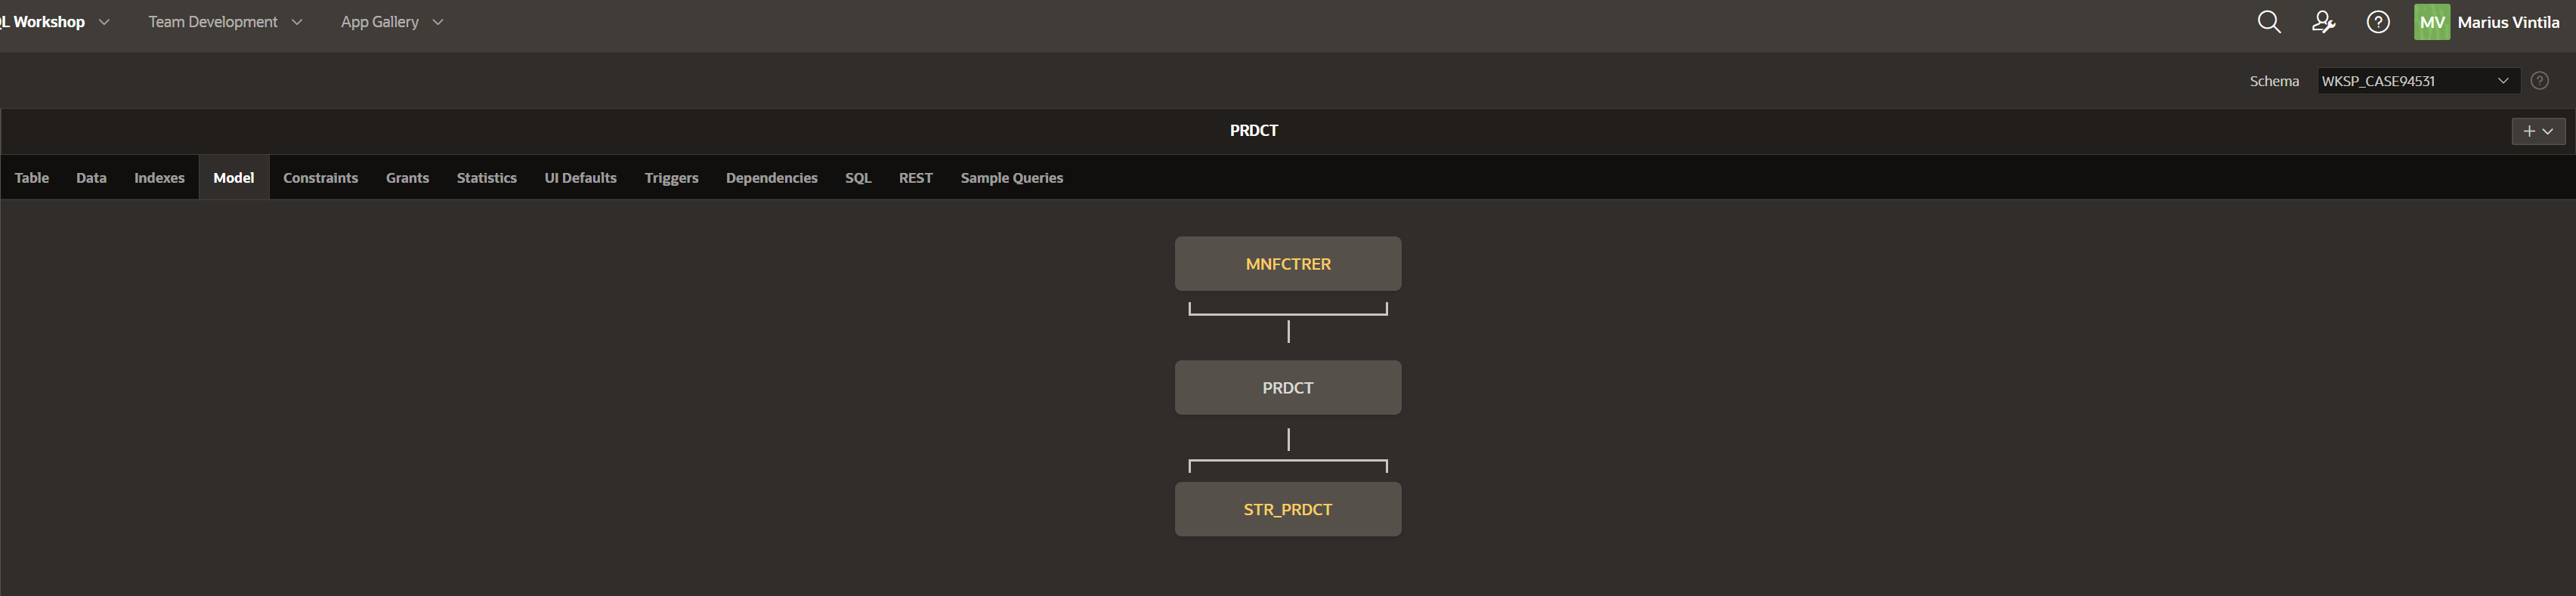 QL Workshop Team Development App Gallery MV Marius Vintila
Schema WKSP_CASE94531
PRDCT
Table Data Indexes Model Constraints Grants Statistics UI Defaults Triggers Dependencies SQL REST Sample Queries
MNFCTRER
PRDCT
STR_PRDCT